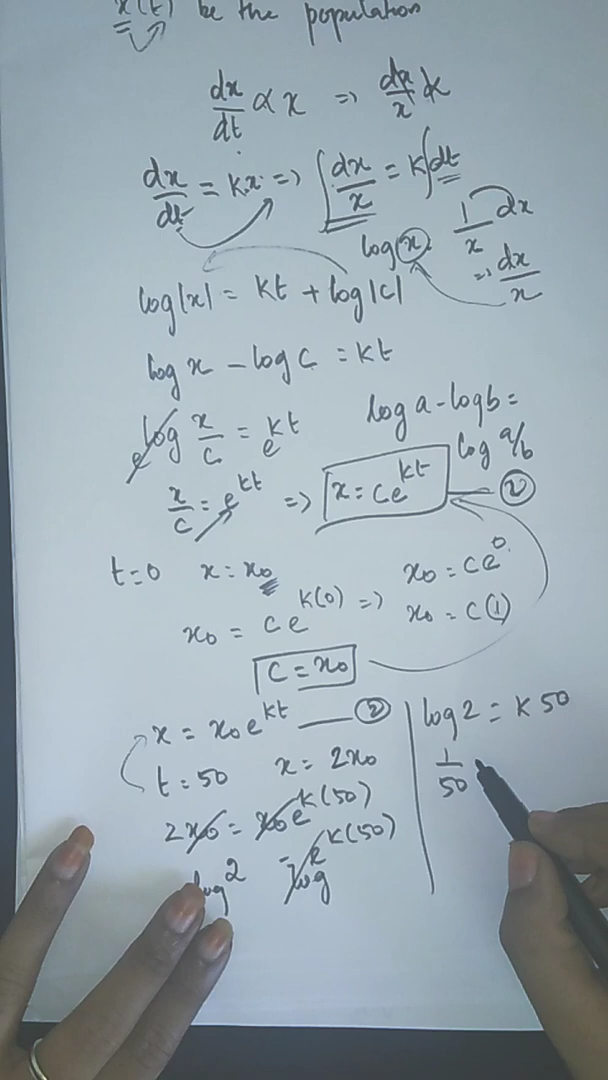 x(t) be the population
dx/dt ∝ x => dx/x k
dx/dt = kx => ∫dx/x = k∫dt
log x 1/x dx
=> dx/x
log|x| = kt + log|c|
log x - log c = kt
log a - log b =
log a/b
e log x/c = e^kt
x/c = e^kt => x = ce^kt — 2
t=0 x = x₀
x₀ = ce^k(0) => x₀ = ce^0
x₀ = c(1)
c = x₀
x = x₀e^kt — 2
t = 50 x = 2x₀
2x₀ = x₀e^k(50)
log 2 = log e^k(50)
log 2 = k 50
1/50